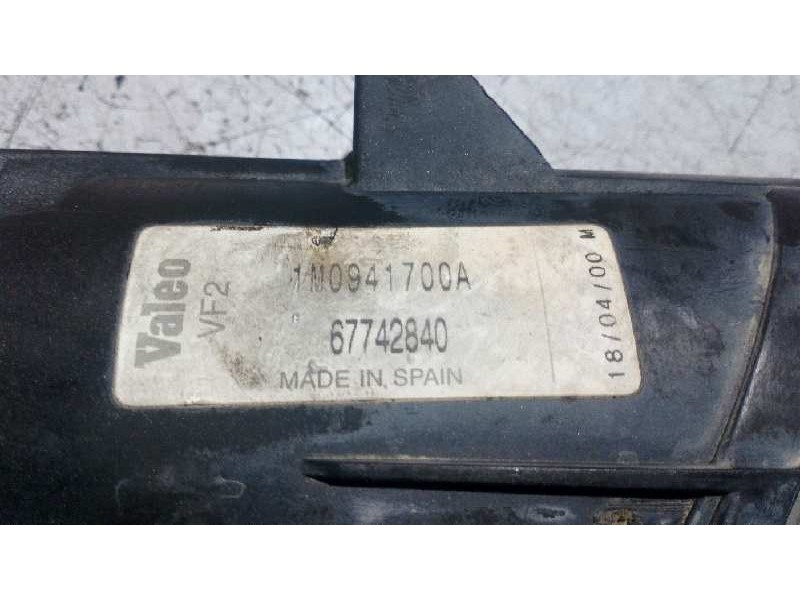 Valeo
VF2
1M0941700A
67742840
MADE IN SPAIN
18/04/00 M